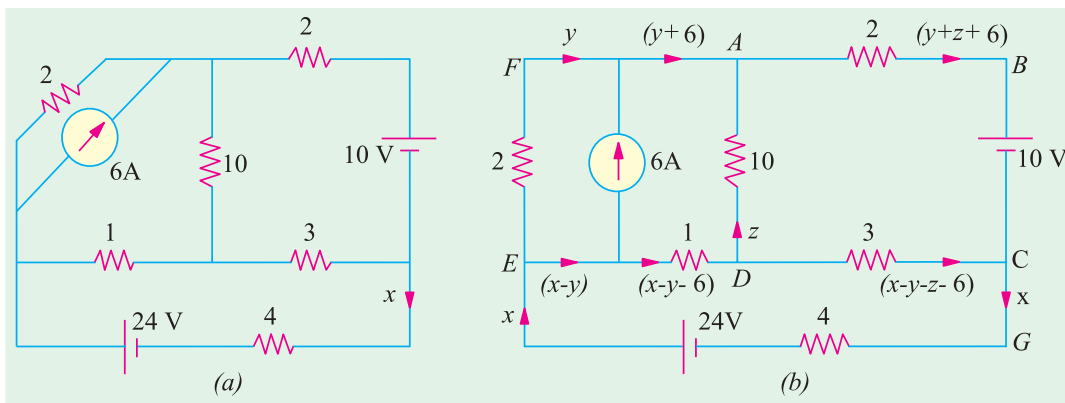 2
2
6A
10
10 V
1
3
x
24 V
4
(a)
y
(y+ 6)
A
2
(y+z+ 6)
F
B
2
6A
10
10 V
1
z
3
E
(x-y)
(x-y- 6)
D
(x-y-z- 6)
C
x
x
24V
4
G
(b)